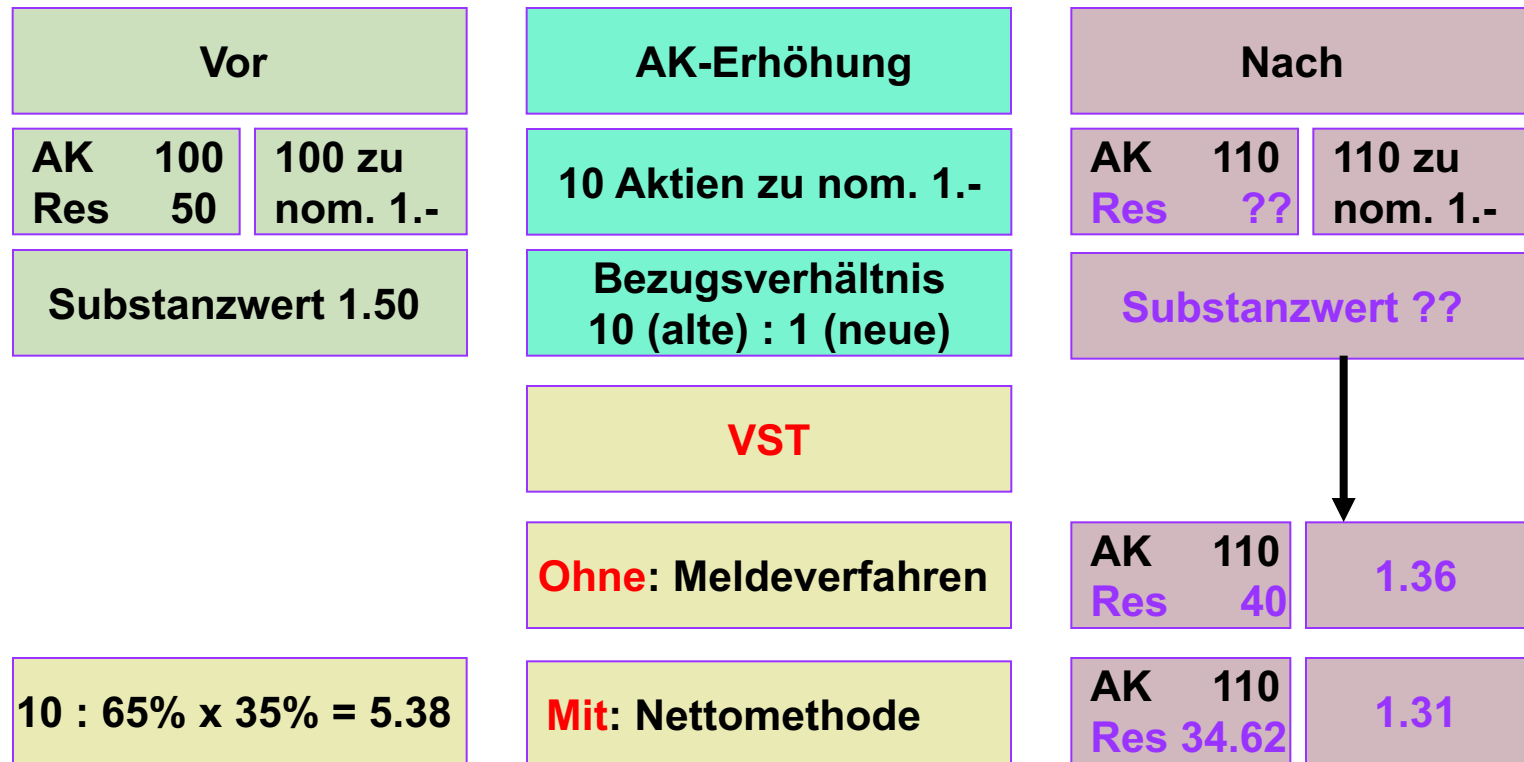 Vor
AK-Erhöhung
Nach
AK 100
Res 50
100 zu
nom. 1.-
10 Aktien zu nom. 1.-
AK 110
Res ??
110 zu
nom. 1.-
Substanzwert 1.50
Bezugsverhältnis
10 (alte) : 1 (neue)
Substanzwert ??
VST
Ohne: Meldeverfahren
AK 110
Res 40
1.36
10 : 65% x 35% = 5.38
Mit: Nettomethode
AK 110
Res 34.62
1.31